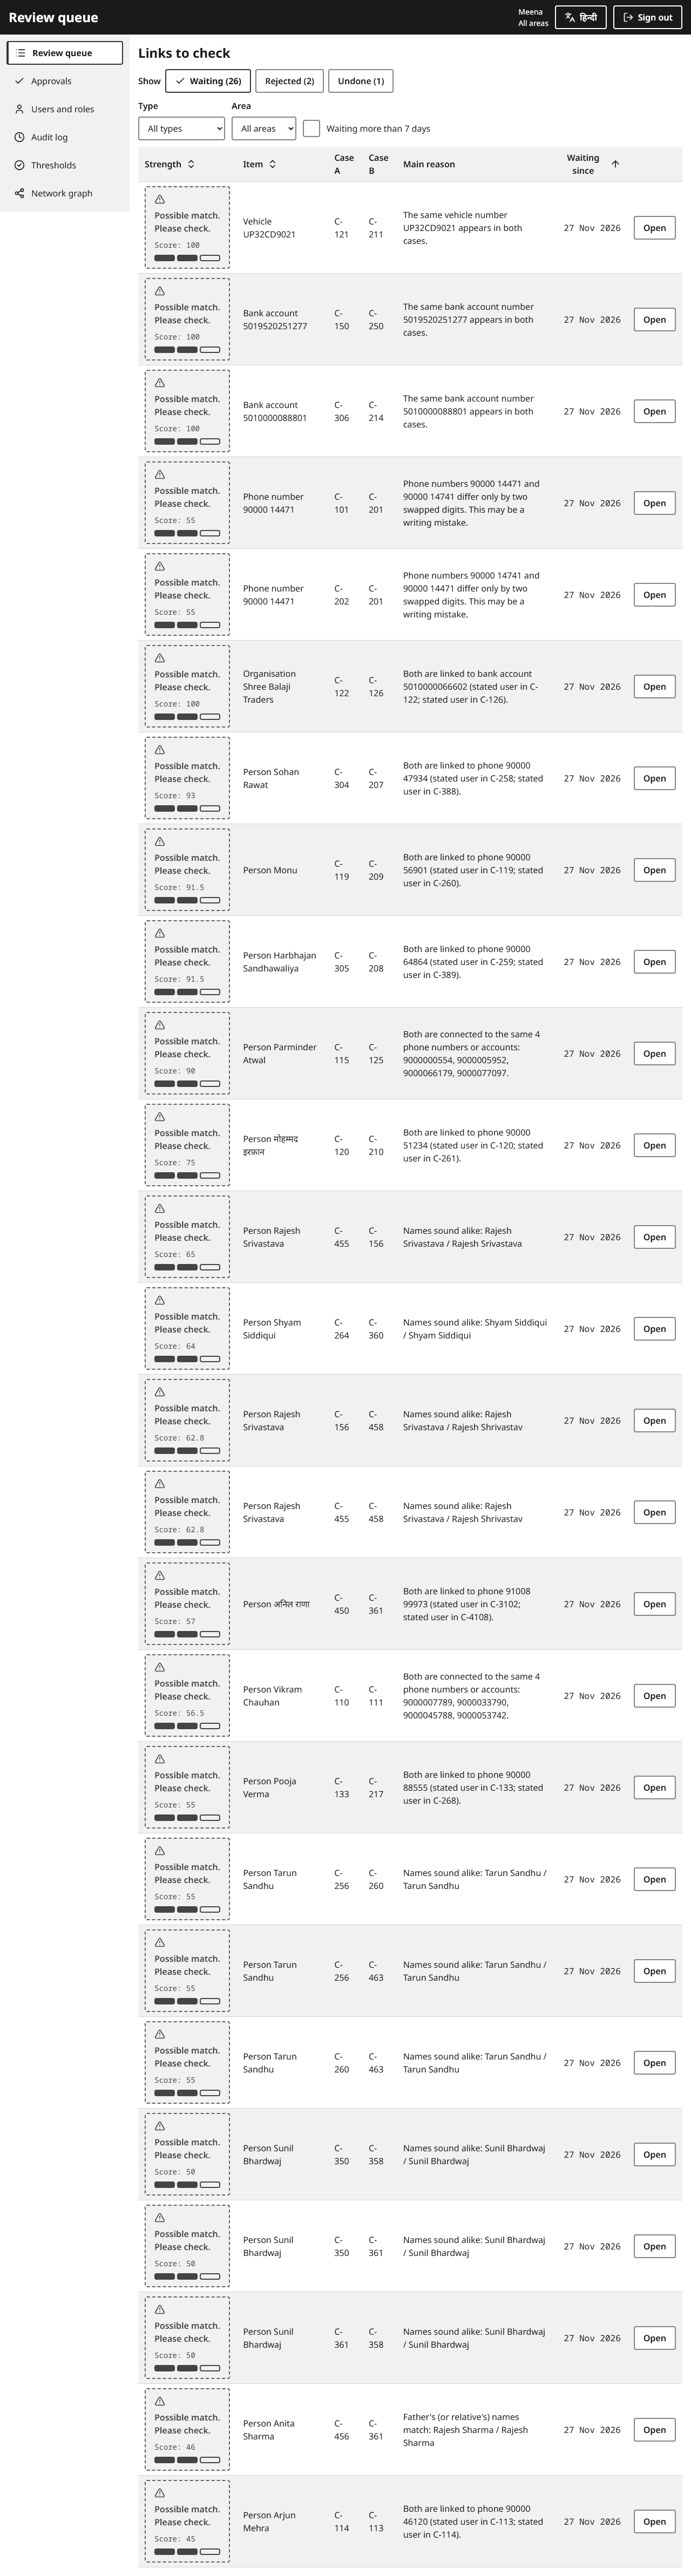 Review queue
Meena
All areas
हिन्दी
Sign out
Review queue
Approvals
Users and roles
Audit log
Thresholds
Network graph
Links to check
Show
Waiting (26)
Rejected (2)
Undone (1)
Type
Area
All types
All areas
Waiting more than 7 days
Strength
Item
Case A
Case B
Main reason
Waiting since
Possible match.
Please check.
Score: 100
Vehicle
UP32CD9021
C-
121
C-
211
The same vehicle number
UP32CD9021 appears in both
cases.
27 Nov 2026
Open
Possible match.
Please check.
Score: 100
Bank account
5019520251277
C-
150
C-
250
The same bank account number
5019520251277 appears in both
cases.
27 Nov 2026
Open
Possible match.
Please check.
Score: 100
Bank account
5010000088801
C-
306
C-
214
The same bank account number
5010000088801 appears in both
cases.
27 Nov 2026
Open
Possible match.
Please check.
Score: 55
Phone number
90000 14471
C-
101
C-
201
Phone numbers 90000 14471 and
90000 14741 differ only by two
swapped digits. This may be a
writing mistake.
27 Nov 2026
Open
Possible match.
Please check.
Score: 55
Phone number
90000 14471
C-
202
C-
201
Phone numbers 90000 14741 and
90000 14471 differ only by two
swapped digits. This may be a
writing mistake.
27 Nov 2026
Open
Possible match.
Please check.
Score: 100
Organisation
Shree Balaji
Traders
C-
122
C-
126
Both are linked to bank account
5010000066602 (stated user in C-
122; stated user in C-126).
27 Nov 2026
Open
Possible match.
Please check.
Score: 93
Person Sohan
Rawat
C-
304
C-
207
Both are linked to phone 90000
47934 (stated user in C-258; stated
user in C-388).
27 Nov 2026
Open
Possible match.
Please check.
Score: 91.5
Person Monu
C-
119
C-
209
Both are linked to phone 90000
56901 (stated user in C-119; stated
user in C-260).
27 Nov 2026
Open
Possible match.
Please check.
Score: 91.5
Person Harbhajan
Sandhawaliya
C-
305
C-
208
Both are linked to phone 90000
64864 (stated user in C-259; stated
user in C-389).
27 Nov 2026
Open
Possible match.
Please check.
Score: 90
Person Parminder
Atwal
C-
115
C-
125
Both are connected to the same 4
phone numbers or accounts:
9000000554, 9000005952,
9000066179, 9000077097.
27 Nov 2026
Open
Possible match.
Please check.
Score: 75
Person मोहम्मद
इरफ़ान
C-
120
C-
210
Both are linked to phone 90000
51234 (stated user in C-120; stated
user in C-261).
27 Nov 2026
Open
Possible match.
Please check.
Score: 65
Person Rajesh
Srivastava
C-
455
C-
156
Names sound alike: Rajesh
Srivastava / Rajesh Srivastava
27 Nov 2026
Open
Possible match.
Please check.
Score: 64
Person Shyam
Siddiqui
C-
264
C-
360
Names sound alike: Shyam Siddiqui
/ Shyam Siddiqui
27 Nov 2026
Open
Possible match.
Please check.
Score: 62.8
Person Rajesh
Srivastava
C-
156
C-
458
Names sound alike: Rajesh
Srivastava / Rajesh Shrivastav
27 Nov 2026
Open
Possible match.
Please check.
Score: 62.8
Person Rajesh
Srivastava
C-
455
C-
458
Names sound alike: Rajesh
Srivastava / Rajesh Shrivastav
27 Nov 2026
Open
Possible match.
Please check.
Score: 57
Person अनिल राणा
C-
450
C-
361
Both are linked to phone 91008
99973 (stated user in C-3102;
stated user in C-4108).
27 Nov 2026
Open
Possible match.
Please check.
Score: 56.5
Person Vikram
Chauhan
C-
110
C-
111
Both are connected to the same 4
phone numbers or accounts:
9000007789, 9000033790,
9000045788, 9000053742.
27 Nov 2026
Open
Possible match.
Please check.
Score: 55
Person Pooja
Verma
C-
133
C-
217
Both are linked to phone 90000
88555 (stated user in C-133; stated
user in C-268).
27 Nov 2026
Open
Possible match.
Please check.
Score: 55
Person Tarun
Sandhu
C-
256
C-
260
Names sound alike: Tarun Sandhu /
Tarun Sandhu
27 Nov 2026
Open
Possible match.
Please check.
Score: 55
Person Tarun
Sandhu
C-
256
C-
463
Names sound alike: Tarun Sandhu /
Tarun Sandhu
27 Nov 2026
Open
Possible match.
Please check.
Score: 55
Person Tarun
Sandhu
C-
260
C-
463
Names sound alike: Tarun Sandhu /
Tarun Sandhu
27 Nov 2026
Open
Possible match.
Please check.
Score: 50
Person Sunil
Bhardwaj
C-
350
C-
358
Names sound alike: Sunil Bhardwaj
/ Sunil Bhardwaj
27 Nov 2026
Open
Possible match.
Please check.
Score: 50
Person Sunil
Bhardwaj
C-
350
C-
361
Names sound alike: Sunil Bhardwaj
/ Sunil Bhardwaj
27 Nov 2026
Open
Possible match.
Please check.
Score: 50
Person Sunil
Bhardwaj
C-
361
C-
358
Names sound alike: Sunil Bhardwaj
/ Sunil Bhardwaj
27 Nov 2026
Open
Possible match.
Please check.
Score: 46
Person Anita
Sharma
C-
456
C-
361
Father's (or relative's) names
match: Rajesh Sharma / Rajesh
Sharma
27 Nov 2026
Open
Possible match.
Please check.
Score: 45
Person Arjun
Mehra
C-
114
C-
113
Both are linked to phone 90000
46120 (stated user in C-113; stated
user in C-114).
27 Nov 2026
Open